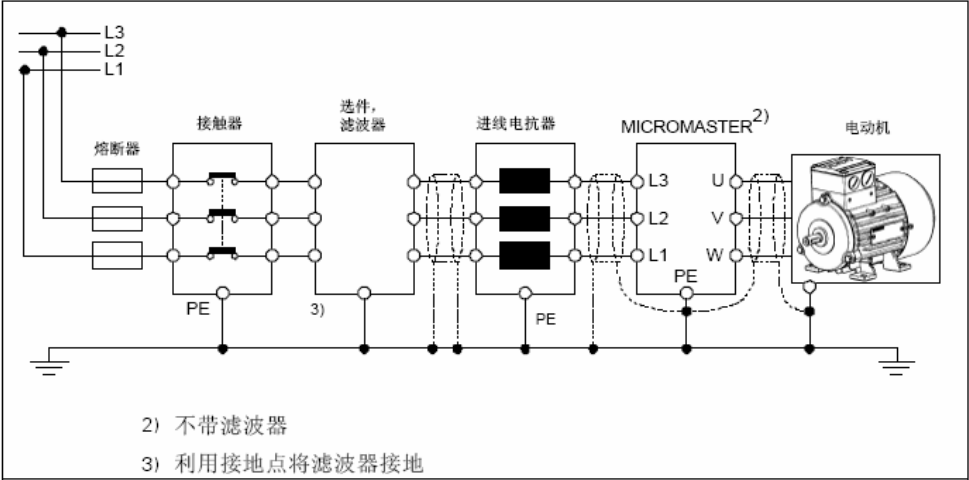 L3
L2
L1
熔断器
接触器
选件，
滤波器
进线电抗器
MICROMASTER2)
电动机
L3
U
L2
V
L1
W
PE
PE
3)
PE
2) 不带滤波器
3) 利用接地点将滤波器接地